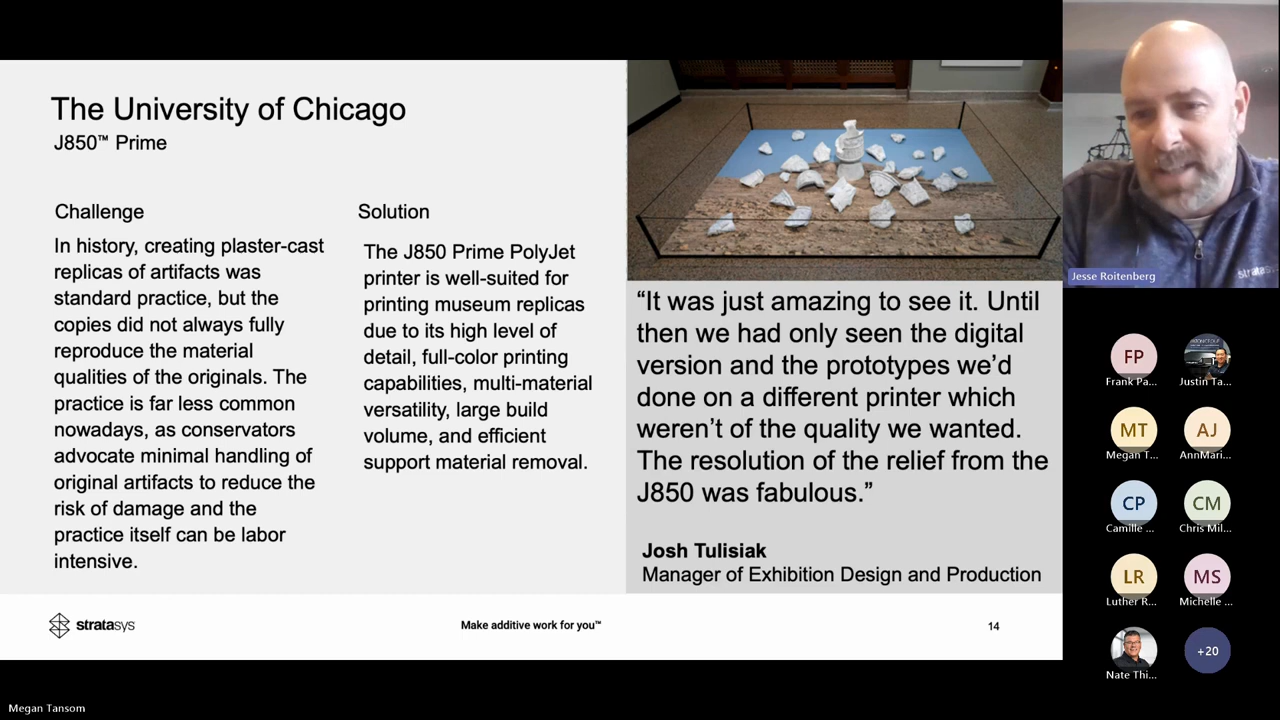 The University of Chicago
J850™ Prime
Challenge
In history, creating plaster-cast
replicas of artifacts was
standard practice, but the
copies did not always fully
reproduce the material
qualities of the originals. The
practice is far less common
nowadays, as conservators
advocate minimal handling of
original artifacts to reduce the
risk of damage and the
practice itself can be labor
intensive.
Solution
The J850 Prime PolyJet
printer is well-suited for
printing museum replicas
due to its high level of
detail, full-color printing
capabilities, multi-material
versatility, large build
volume, and efficient
support material removal.
“It was just amazing to see it. Until
then we had only seen the digital
version and the prototypes we’d
done on a different printer which
weren’t of the quality we wanted.
The resolution of the relief from the
J850 was fabulous.”
Josh Tulisiak
Manager of Exhibition Design and Production
stratasys
Make additive work for you™
14
Jesse Roitenberg
stratasys
FP
Frank Pa...
Justin Ta...
MT
Megan T...
AJ
AnnMari...
CP
Camille ...
CM
Chris Mil...
LR
Luther R...
MS
Michelle ...
Nate Thi...
+20
Megan Tansom